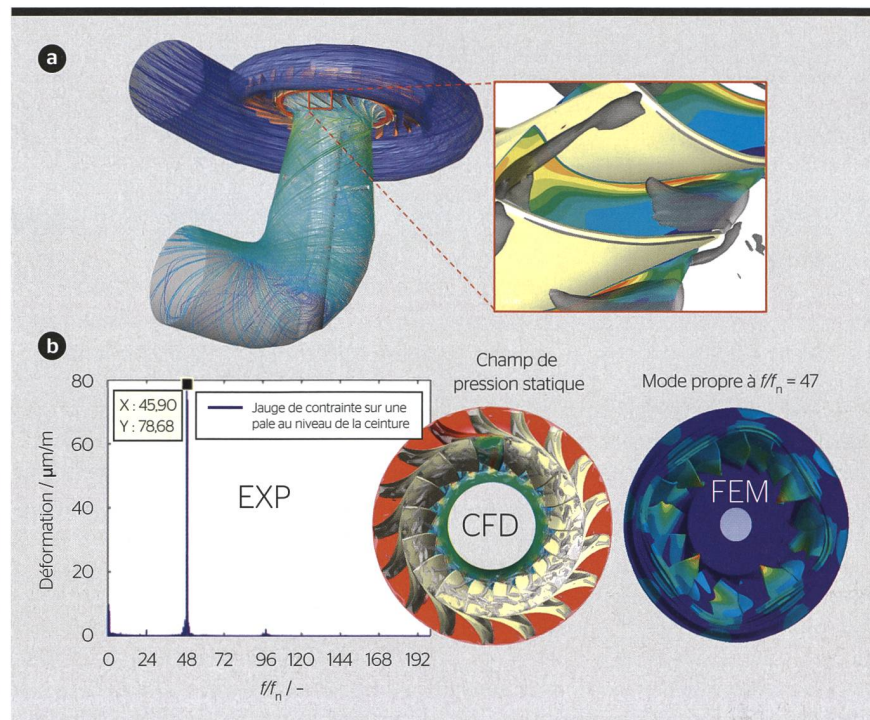 a
b
Champ de
pression statique
Mode propre à f/fn = 47
80
X : 45,90
Y : 78,68
Jauge de contrainte sur une
pale au niveau de la ceinture
60
40
20
0
Déformation / µm/m
EXP
CFD
FEM
0 24 48 72 96 120 144 168 192
f/fn / -